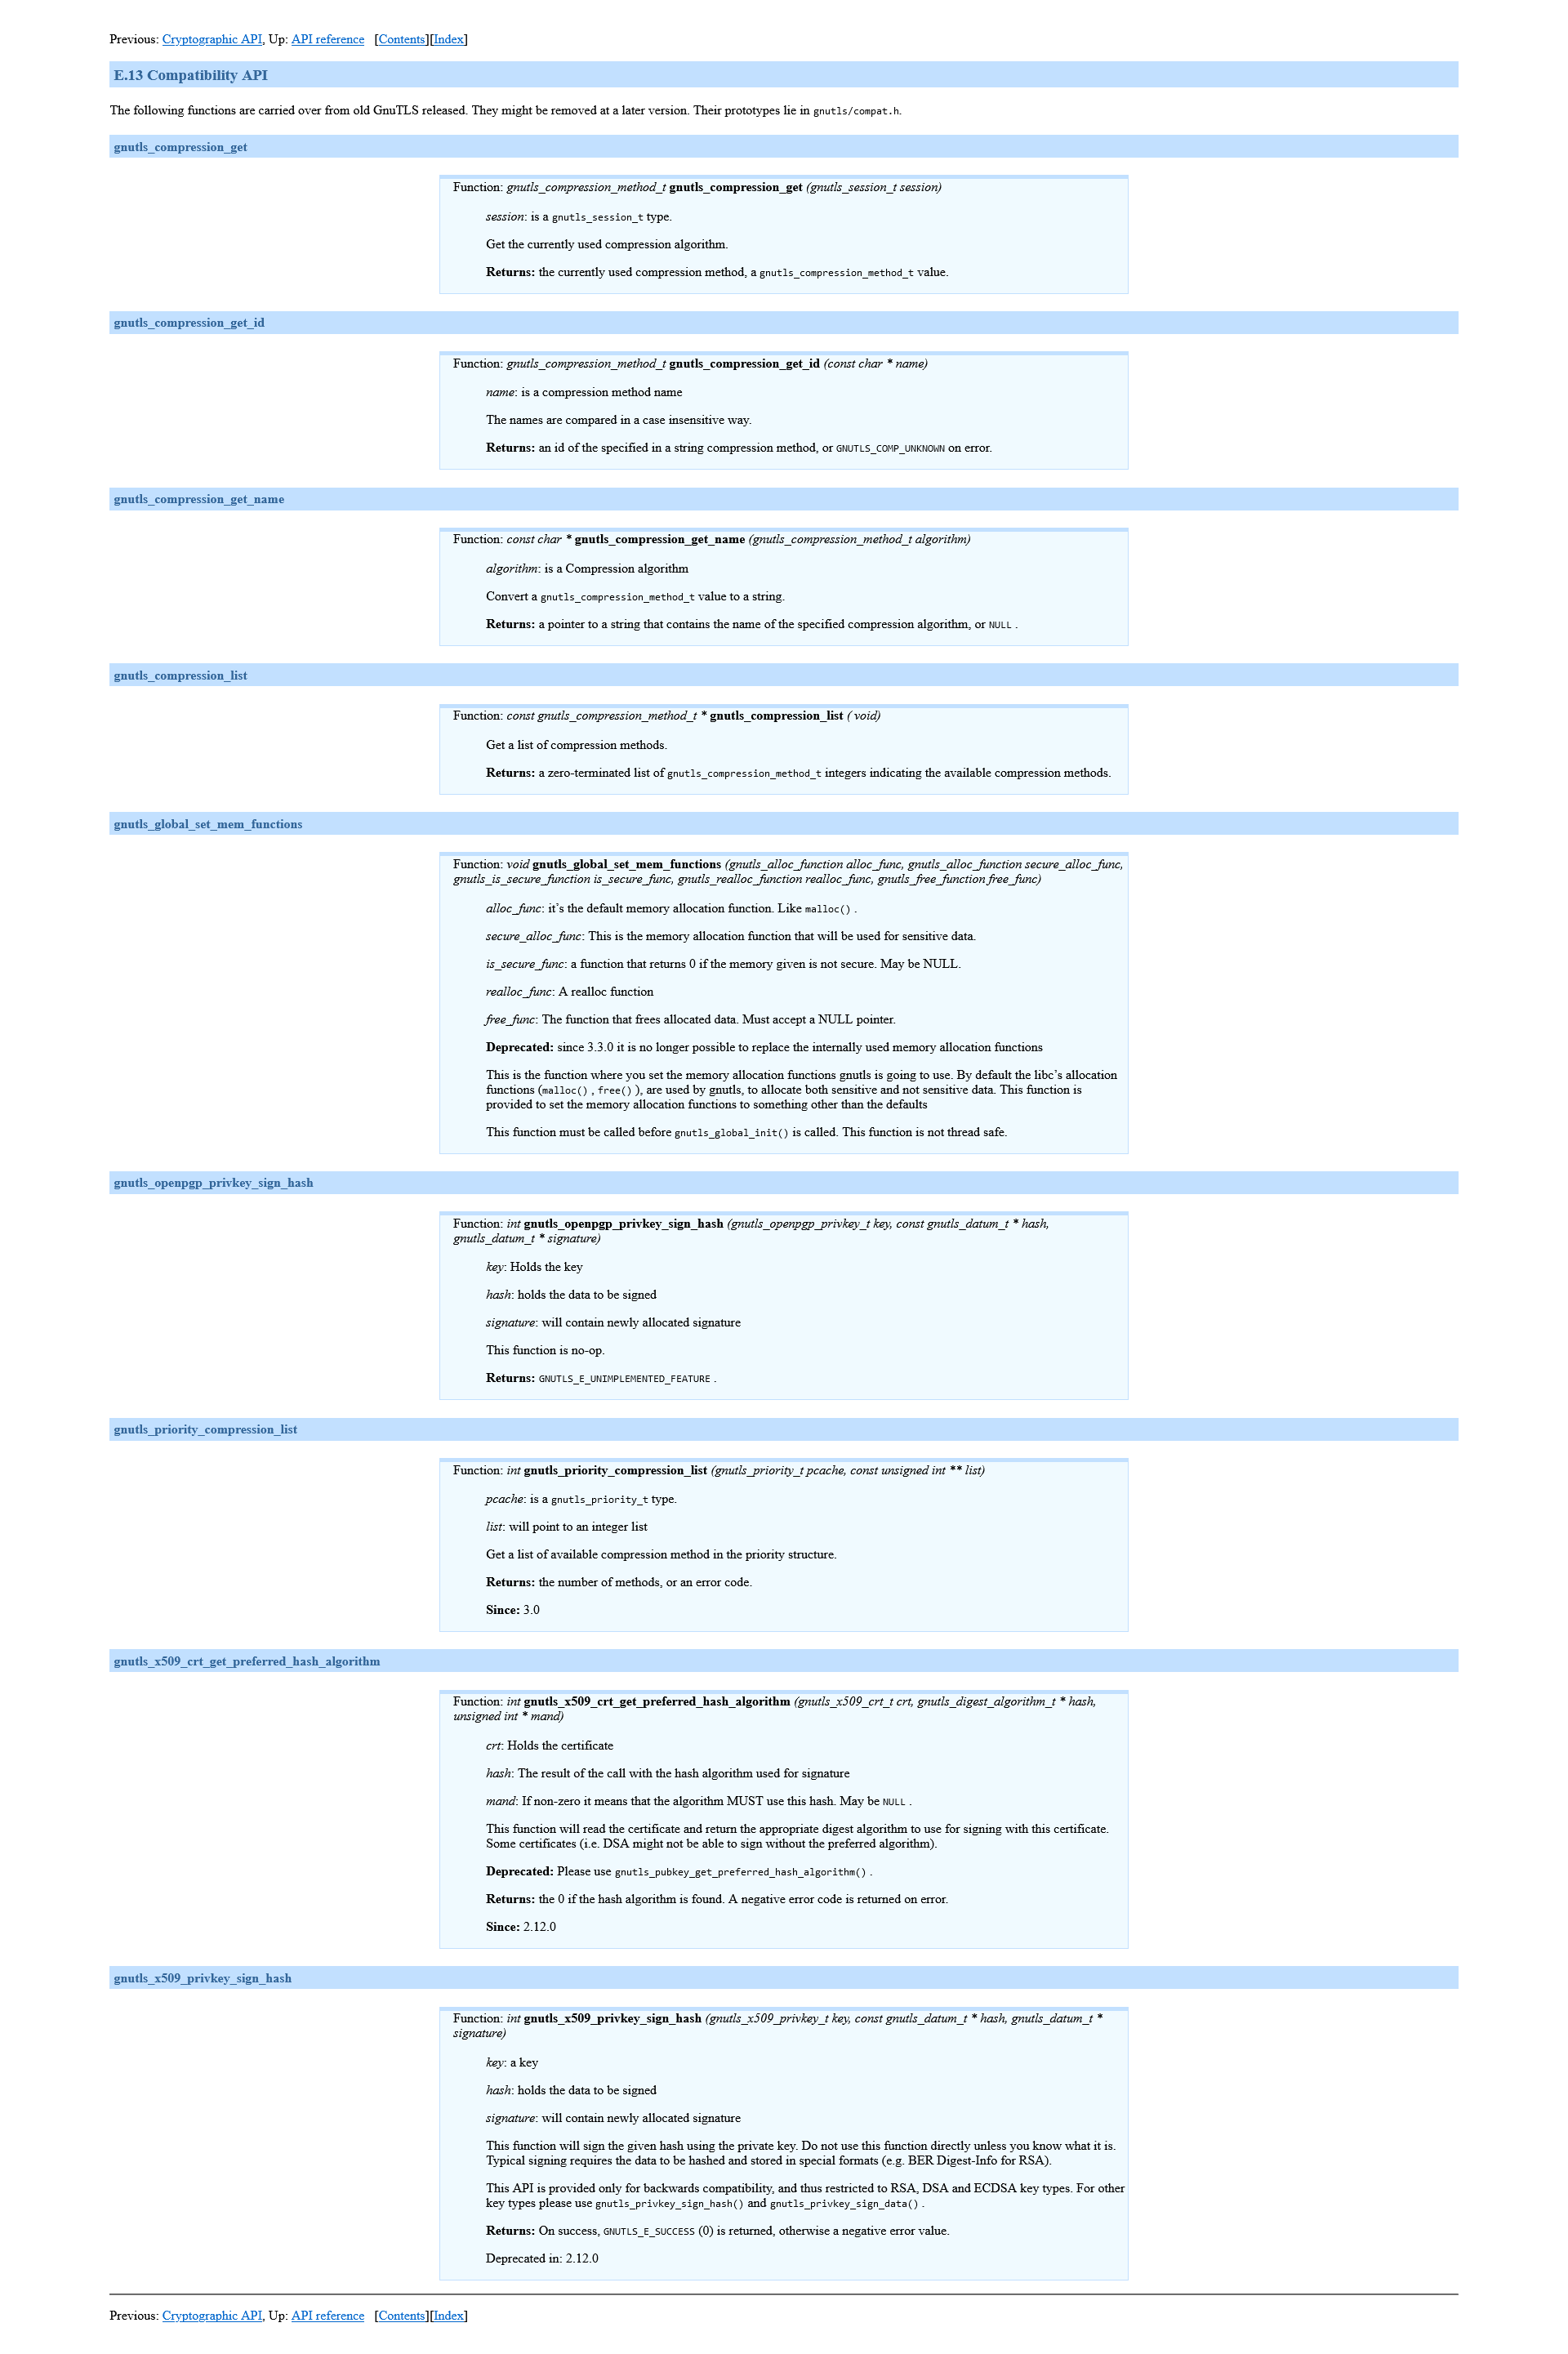 Previous: Cryptographic API, Up: API reference   [Contents][Index]
E.13 Compatibility API
The following functions are carried over from old GnuTLS released. They might be removed at a later version. Their prototypes lie in gnutls/compat.h.
gnutls_compression_get
Function: gnutls_compression_method_t gnutls_compression_get (gnutls_session_t session)
session: is a gnutls_session_t type.
Get the currently used compression algorithm.
Returns: the currently used compression method, a gnutls_compression_method_t value.
gnutls_compression_get_id
Function: gnutls_compression_method_t gnutls_compression_get_id (const char * name)
name: is a compression method name
The names are compared in a case insensitive way.
Returns: an id of the specified in a string compression method, or GNUTLS_COMP_UNKNOWN on error.
gnutls_compression_get_name
Function: const char * gnutls_compression_get_name (gnutls_compression_method_t algorithm)
algorithm: is a Compression algorithm
Convert a gnutls_compression_method_t value to a string.
Returns: a pointer to a string that contains the name of the specified compression algorithm, or NULL .
gnutls_compression_list
Function: const gnutls_compression_method_t * gnutls_compression_list ( void)
Get a list of compression methods.
Returns: a zero-terminated list of gnutls_compression_method_t integers indicating the available compression methods.
gnutls_global_set_mem_functions
Function: void gnutls_global_set_mem_functions (gnutls_alloc_function alloc_func, gnutls_alloc_function secure_alloc_func,
gnutls_is_secure_function is_secure_func, gnutls_realloc_function realloc_func, gnutls_free_function free_func)
alloc_func: it’s the default memory allocation function. Like malloc() .
secure_alloc_func: This is the memory allocation function that will be used for sensitive data.
is_secure_func: a function that returns 0 if the memory given is not secure. May be NULL.
realloc_func: A realloc function
free_func: The function that frees allocated data. Must accept a NULL pointer.
Deprecated: since 3.3.0 it is no longer possible to replace the internally used memory allocation functions
This is the function where you set the memory allocation functions gnutls is going to use. By default the libc’s allocation
functions (malloc() , free() ), are used by gnutls, to allocate both sensitive and not sensitive data. This function is
provided to set the memory allocation functions to something other than the defaults
This function must be called before gnutls_global_init() is called. This function is not thread safe.
gnutls_openpgp_privkey_sign_hash
Function: int gnutls_openpgp_privkey_sign_hash (gnutls_openpgp_privkey_t key, const gnutls_datum_t * hash,
gnutls_datum_t * signature)
key: Holds the key
hash: holds the data to be signed
signature: will contain newly allocated signature
This function is no-op.
Returns: GNUTLS_E_UNIMPLEMENTED_FEATURE .
gnutls_priority_compression_list
Function: int gnutls_priority_compression_list (gnutls_priority_t pcache, const unsigned int ** list)
pcache: is a gnutls_priority_t type.
list: will point to an integer list
Get a list of available compression method in the priority structure.
Returns: the number of methods, or an error code.
Since: 3.0
gnutls_x509_crt_get_preferred_hash_algorithm
Function: int gnutls_x509_crt_get_preferred_hash_algorithm (gnutls_x509_crt_t crt, gnutls_digest_algorithm_t * hash,
unsigned int * mand)
crt: Holds the certificate
hash: The result of the call with the hash algorithm used for signature
mand: If non-zero it means that the algorithm MUST use this hash. May be NULL .
This function will read the certificate and return the appropriate digest algorithm to use for signing with this certificate.
Some certificates (i.e. DSA might not be able to sign without the preferred algorithm).
Deprecated: Please use gnutls_pubkey_get_preferred_hash_algorithm() .
Returns: the 0 if the hash algorithm is found. A negative error code is returned on error.
Since: 2.12.0
gnutls_x509_privkey_sign_hash
Function: int gnutls_x509_privkey_sign_hash (gnutls_x509_privkey_t key, const gnutls_datum_t * hash, gnutls_datum_t *
signature)
key: a key
hash: holds the data to be signed
signature: will contain newly allocated signature
This function will sign the given hash using the private key. Do not use this function directly unless you know what it is.
Typical signing requires the data to be hashed and stored in special formats (e.g. BER Digest-Info for RSA).
This API is provided only for backwards compatibility, and thus restricted to RSA, DSA and ECDSA key types. For other
key types please use gnutls_privkey_sign_hash() and gnutls_privkey_sign_data() .
Returns: On success, GNUTLS_E_SUCCESS (0) is returned, otherwise a negative error value.
Deprecated in: 2.12.0
Previous: Cryptographic API, Up: API reference   [Contents][Index]